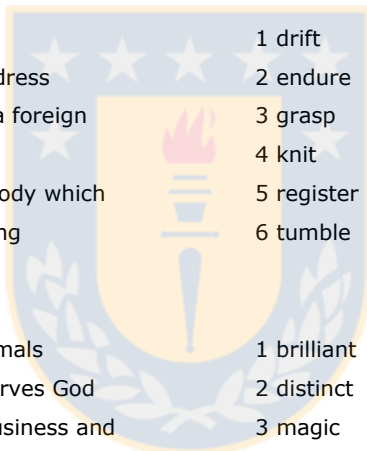 1 drift
dress 2 endure
a foreign 3 grasp
4 knit
ody which 5 register
ng 6 tumble
mals 1 brilliant
rves God 2 distinct
usiness and 3 magic